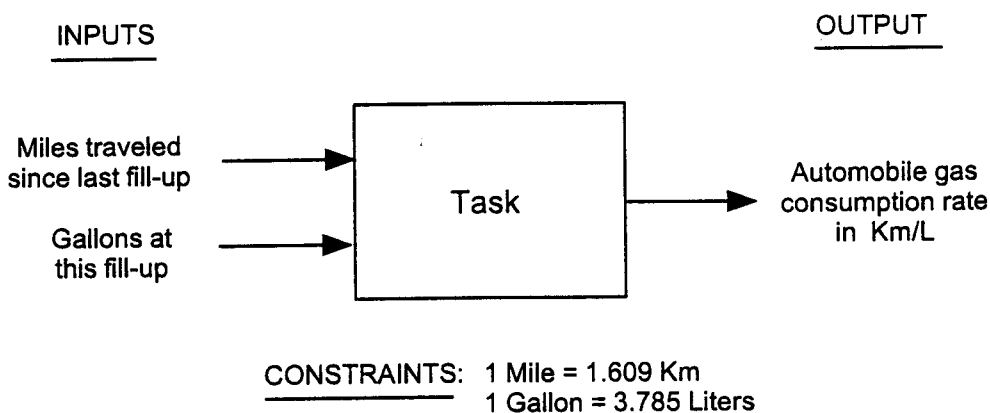 INPUTS
OUTPUT
Miles traveled
since last fill-up
Gallons at
this fill-up
Task
Automobile gas
consumption rate
in Km/L
CONSTRAINTS: 1 Mile = 1.609 Km
1 Gallon = 3.785 Liters